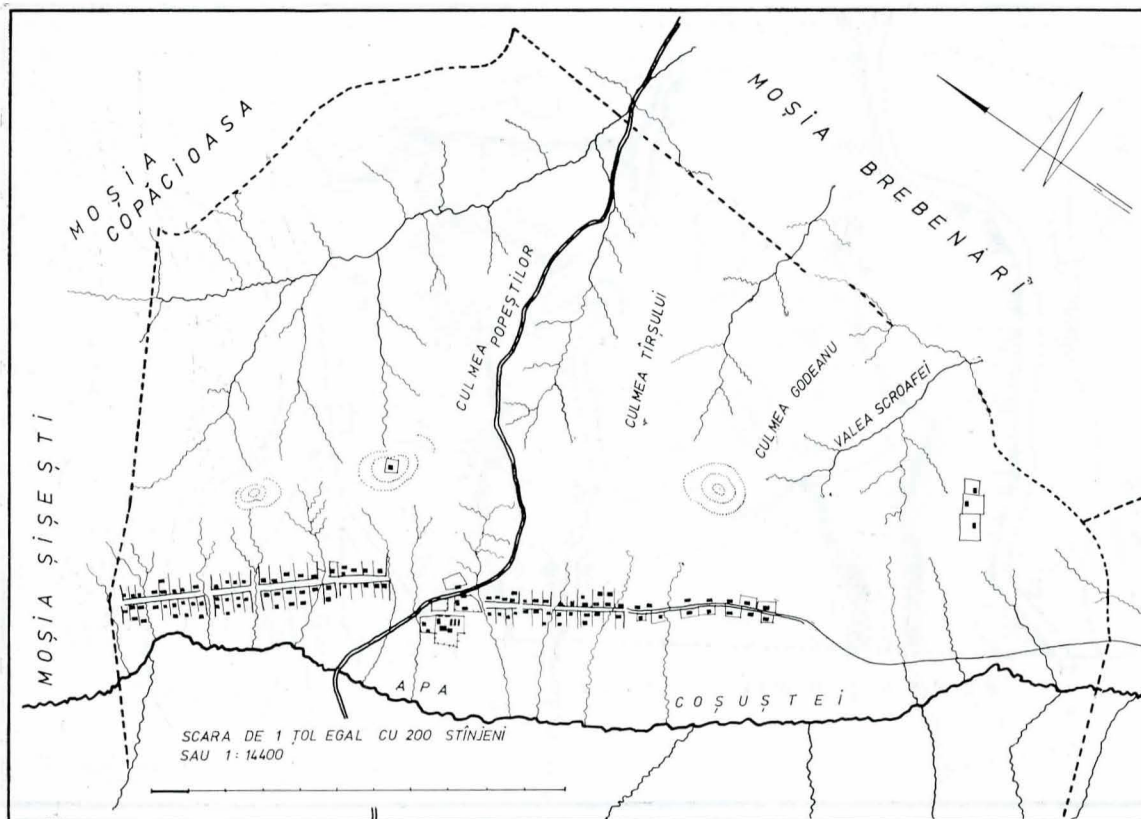 MOȘIA
COPĂCIOASA
MOȘIA BREBENARI
CULMEA
POPEȘTILOR
CULMEA TÎRȘULUI
CULMEA GODEANU
VALEA SCROAFEI
MOȘIA ȘIȘEȘTI
APA COȘUȘTEI
SCARA DE 1 ȚOL EGAL CU 200 STÎNJENI
SAU 1:14400